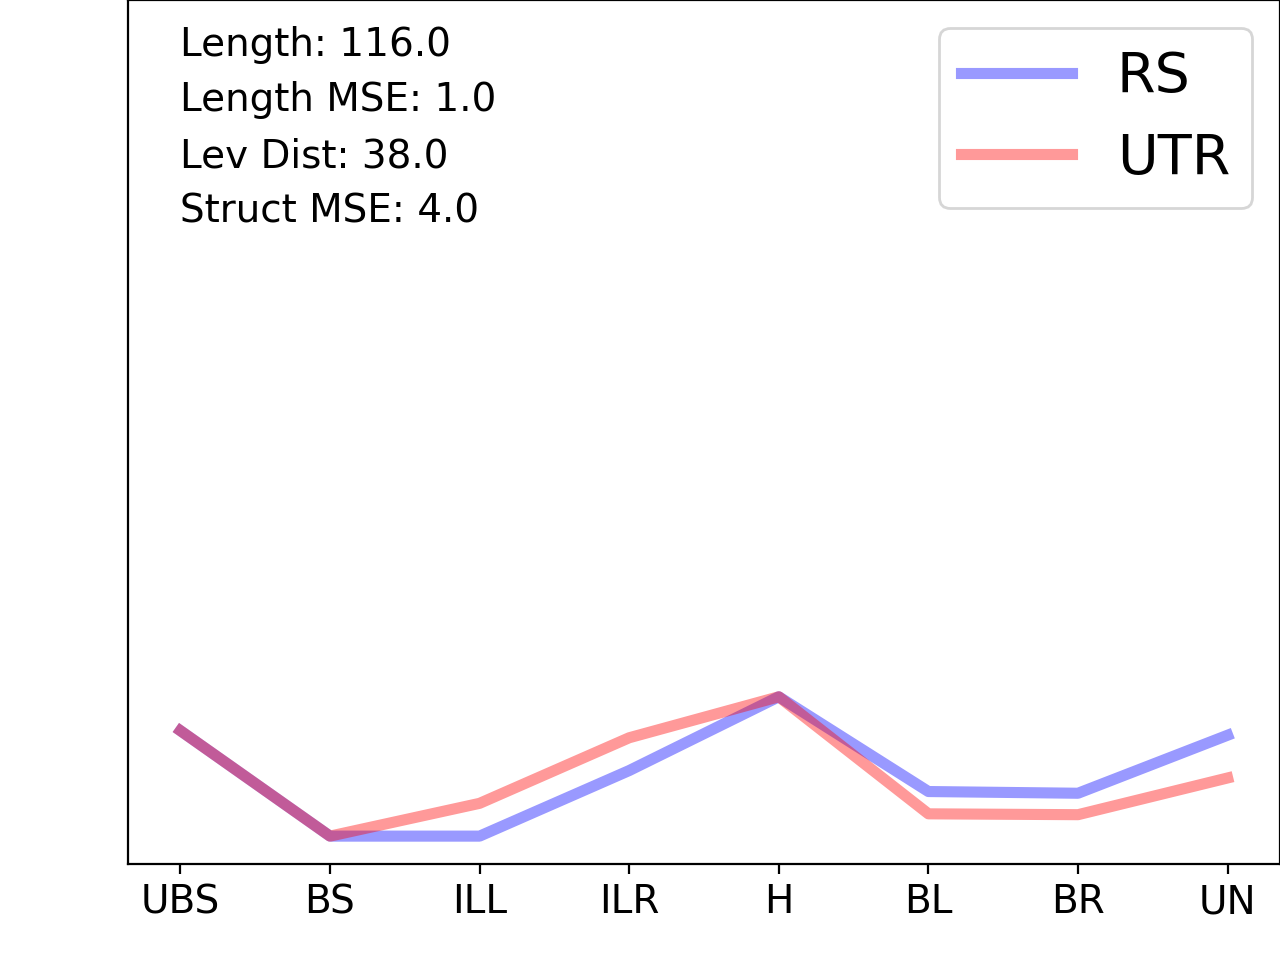 Length: 116.0
Length MSE: 1.0
Lev Dist: 38.0
Struct MSE: 4.0
RS
UTR
UBS BS ILL ILR H BL BR UN